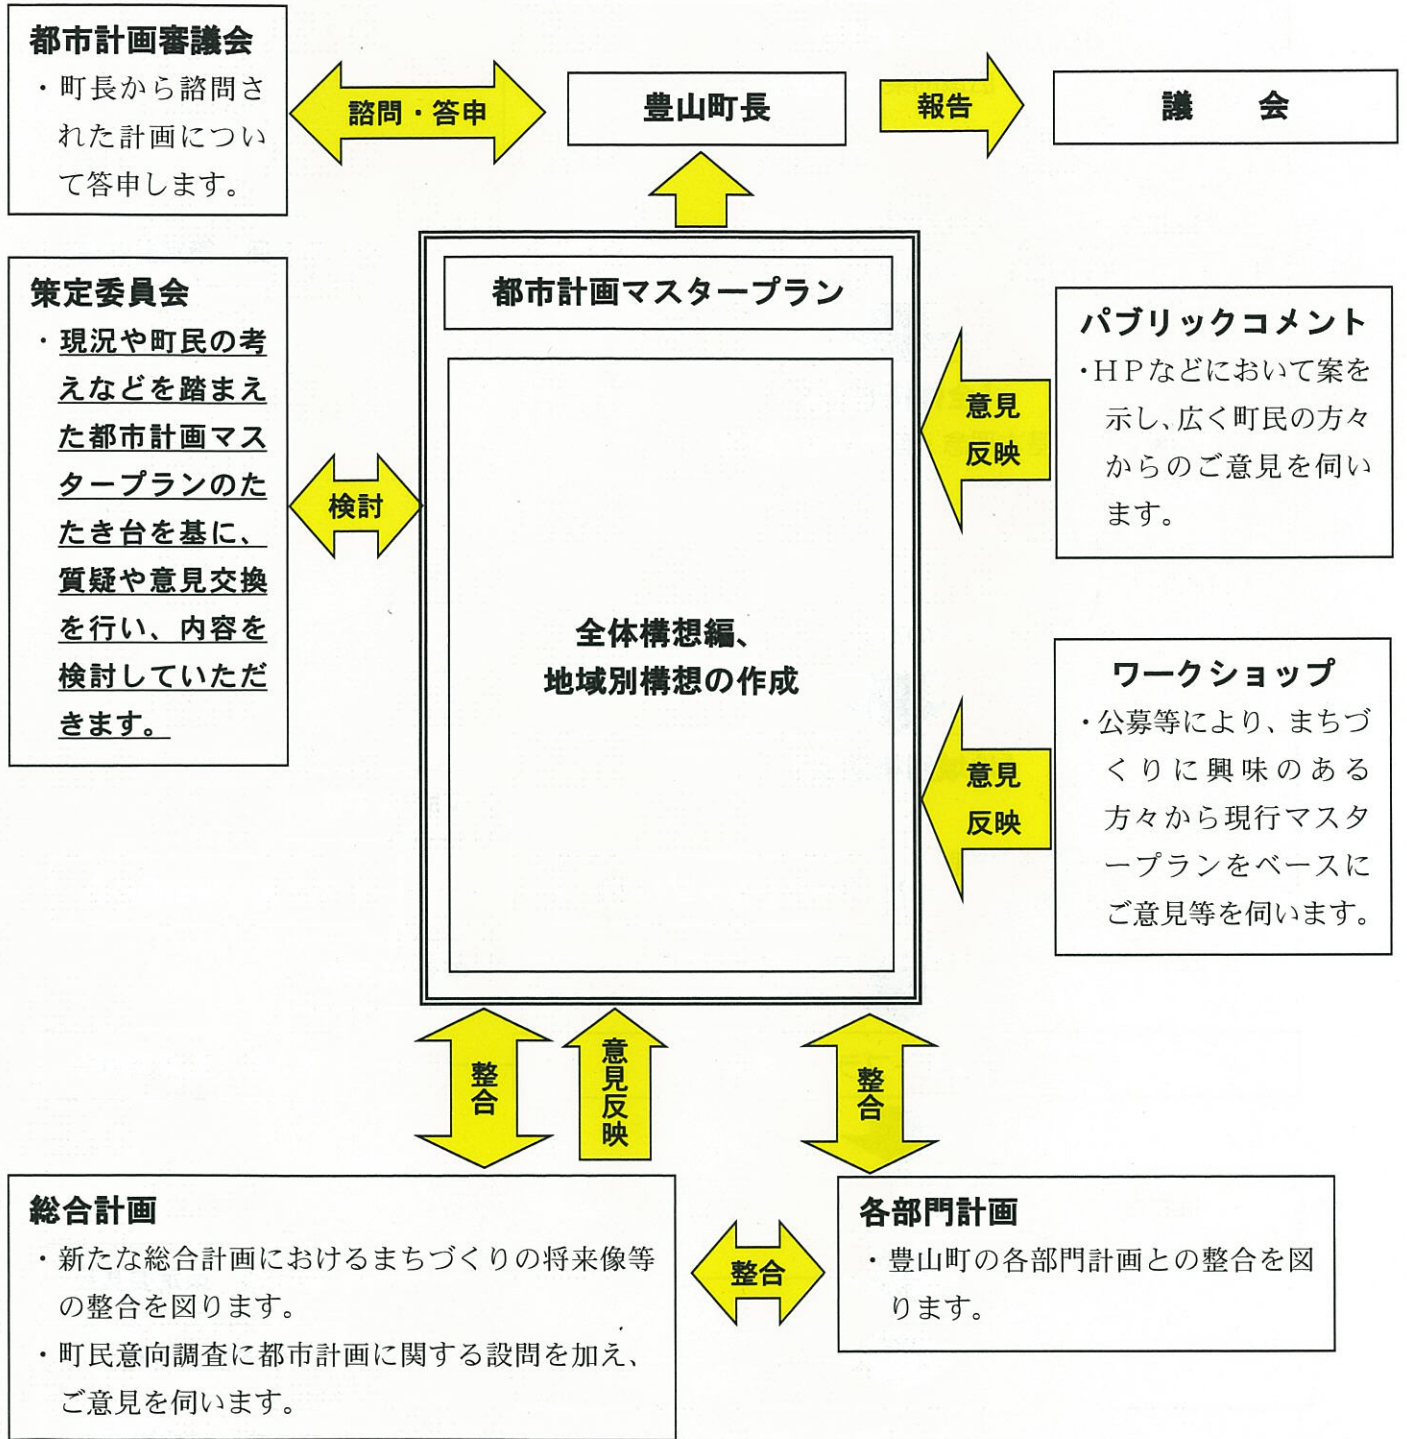 都市計画審議会
・町長から諮問さ
れた計画につい
て答申します。
諮問・答申
豊山町長
報告
議　　会
策定委員会
・現況や町民の考
えなどを踏まえ
た都市計画マス
タープランのた
たき台を基に、
質疑や意見交換
を行い、内容を
検討していただ
きます。
検討
都市計画マスタープラン
全体構想編、
地域別構想の作成
意見
反映
パブリックコメント
・ＨＰなどにおいて案を
示し、広く町民の方々
からのご意見を伺い
ます。
意見
反映
ワークショップ
・公募等により、まちづ
くりに興味のある
方々から現行マスタ
ープランをベースに
ご意見等を伺います。
整合
意見反映
整合
総合計画
・新たな総合計画におけるまちづくりの将来像等
の整合を図ります。
・町民意向調査に都市計画に関する設問を加え、
ご意見を伺います。
整合
各部門計画
・豊山町の各部門計画との整合を図
ります。